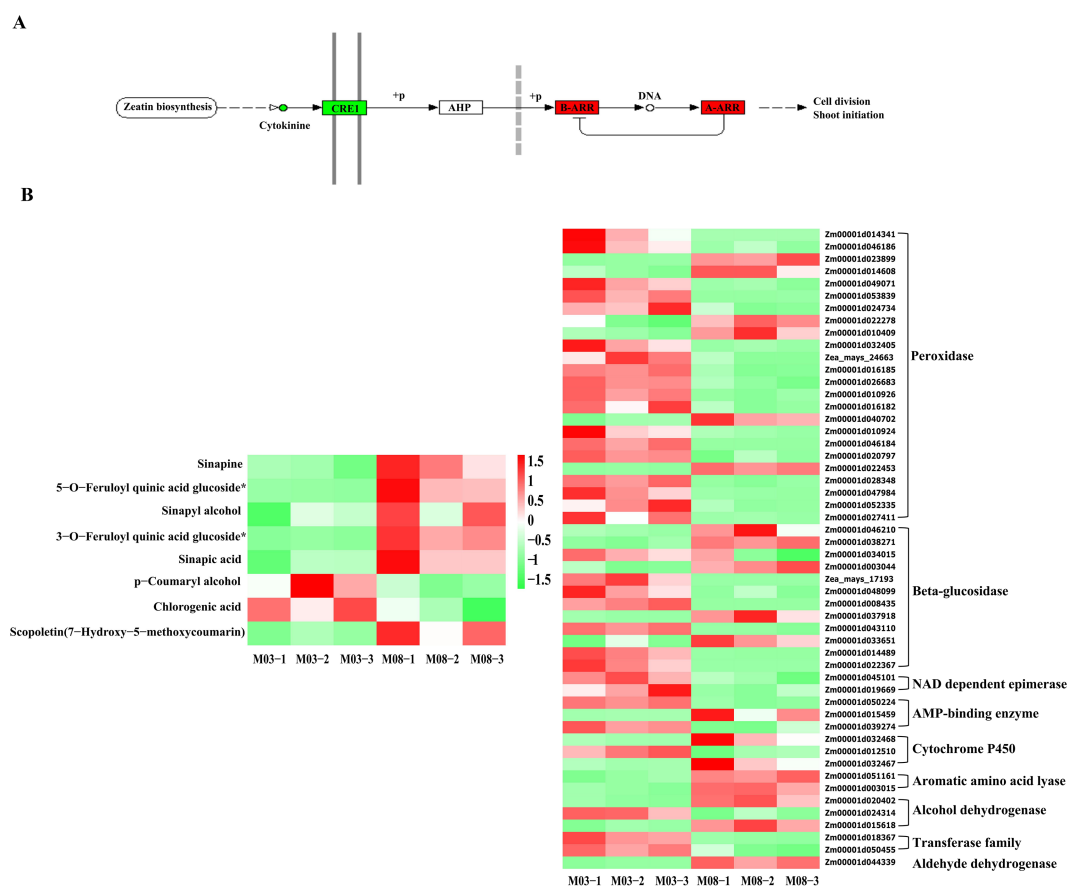 A
Zeatin biosynthesis
Cytokinine
CRE1
+p
AHP
+p
B-ARR
DNA
A-ARR
Cell division
Shoot initiation
B
Sinapine
5-O-Feruloyl quinic acid glucoside*
Sinapyl alcohol
3-O-Feruloyl quinic acid glucoside*
Sinapic acid
p-Coumaryl alcohol
Chlorogenic acid
Scopoletin(7-Hydroxy-5-methoxycoumarin)
M03-1 M03-2 M03-3 M08-1 M08-2 M08-3
1.5
1
0.5
0
-0.5
-1
-1.5
Zm00001d014341
Zm00001d046186
Zm00001d023899
Zm00001d014608
Zm00001d049071
Zm00001d053839
Zm00001d024734
Zm00001d022278
Zm00001d010409
Zm00001d032405
Zea_mays_24663
Zm00001d016185
Zm00001d026683
Zm00001d010926
Zm00001d016182
Zm00001d040702
Zm00001d010924
Zm00001d046184
Zm00001d020797
Zm00001d022453
Zm00001d028348
Zm00001d047984
Zm00001d052335
Zm00001d027411
Zm00001d046210
Zm00001d038271
Zm00001d034015
Zm00001d003044
Zea_mays_17193
Zm00001d048099
Zm00001d008435
Zm00001d037918
Zm00001d043110
Zm00001d033651
Zm00001d014489
Zm00001d022367
Zm00001d045101
Zm00001d019669
Zm00001d050224
Zm00001d015459
Zm00001d039274
Zm00001d032468
Zm00001d012510
Zm00001d032467
Zm00001d051161
Zm00001d003015
Zm00001d020402
Zm00001d024314
Zm00001d015618
Zm00001d018367
Zm00001d050455
Zm00001d044339
Peroxidase
Beta-glucosidase
NAD dependent epimerase
AMP-binding enzyme
Cytochrome P450
Aromatic amino acid lyase
Alcohol dehydrogenase
Transferase family
Aldehyde dehydrogenase
M03-1 M03-2 M03-3 M08-1 M08-2 M08-3